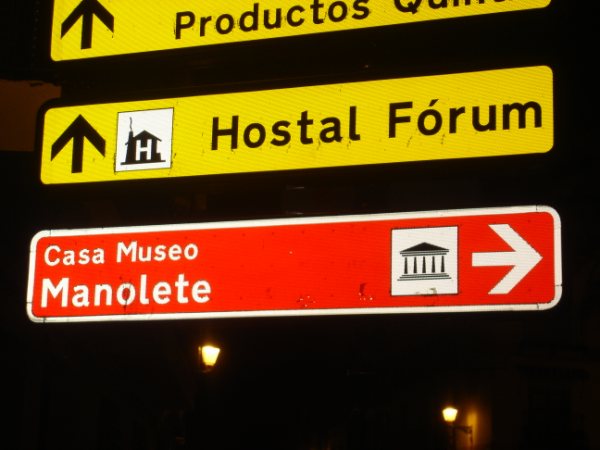 Productos
H
Hostal Fórum
Casa Museo
Manolete